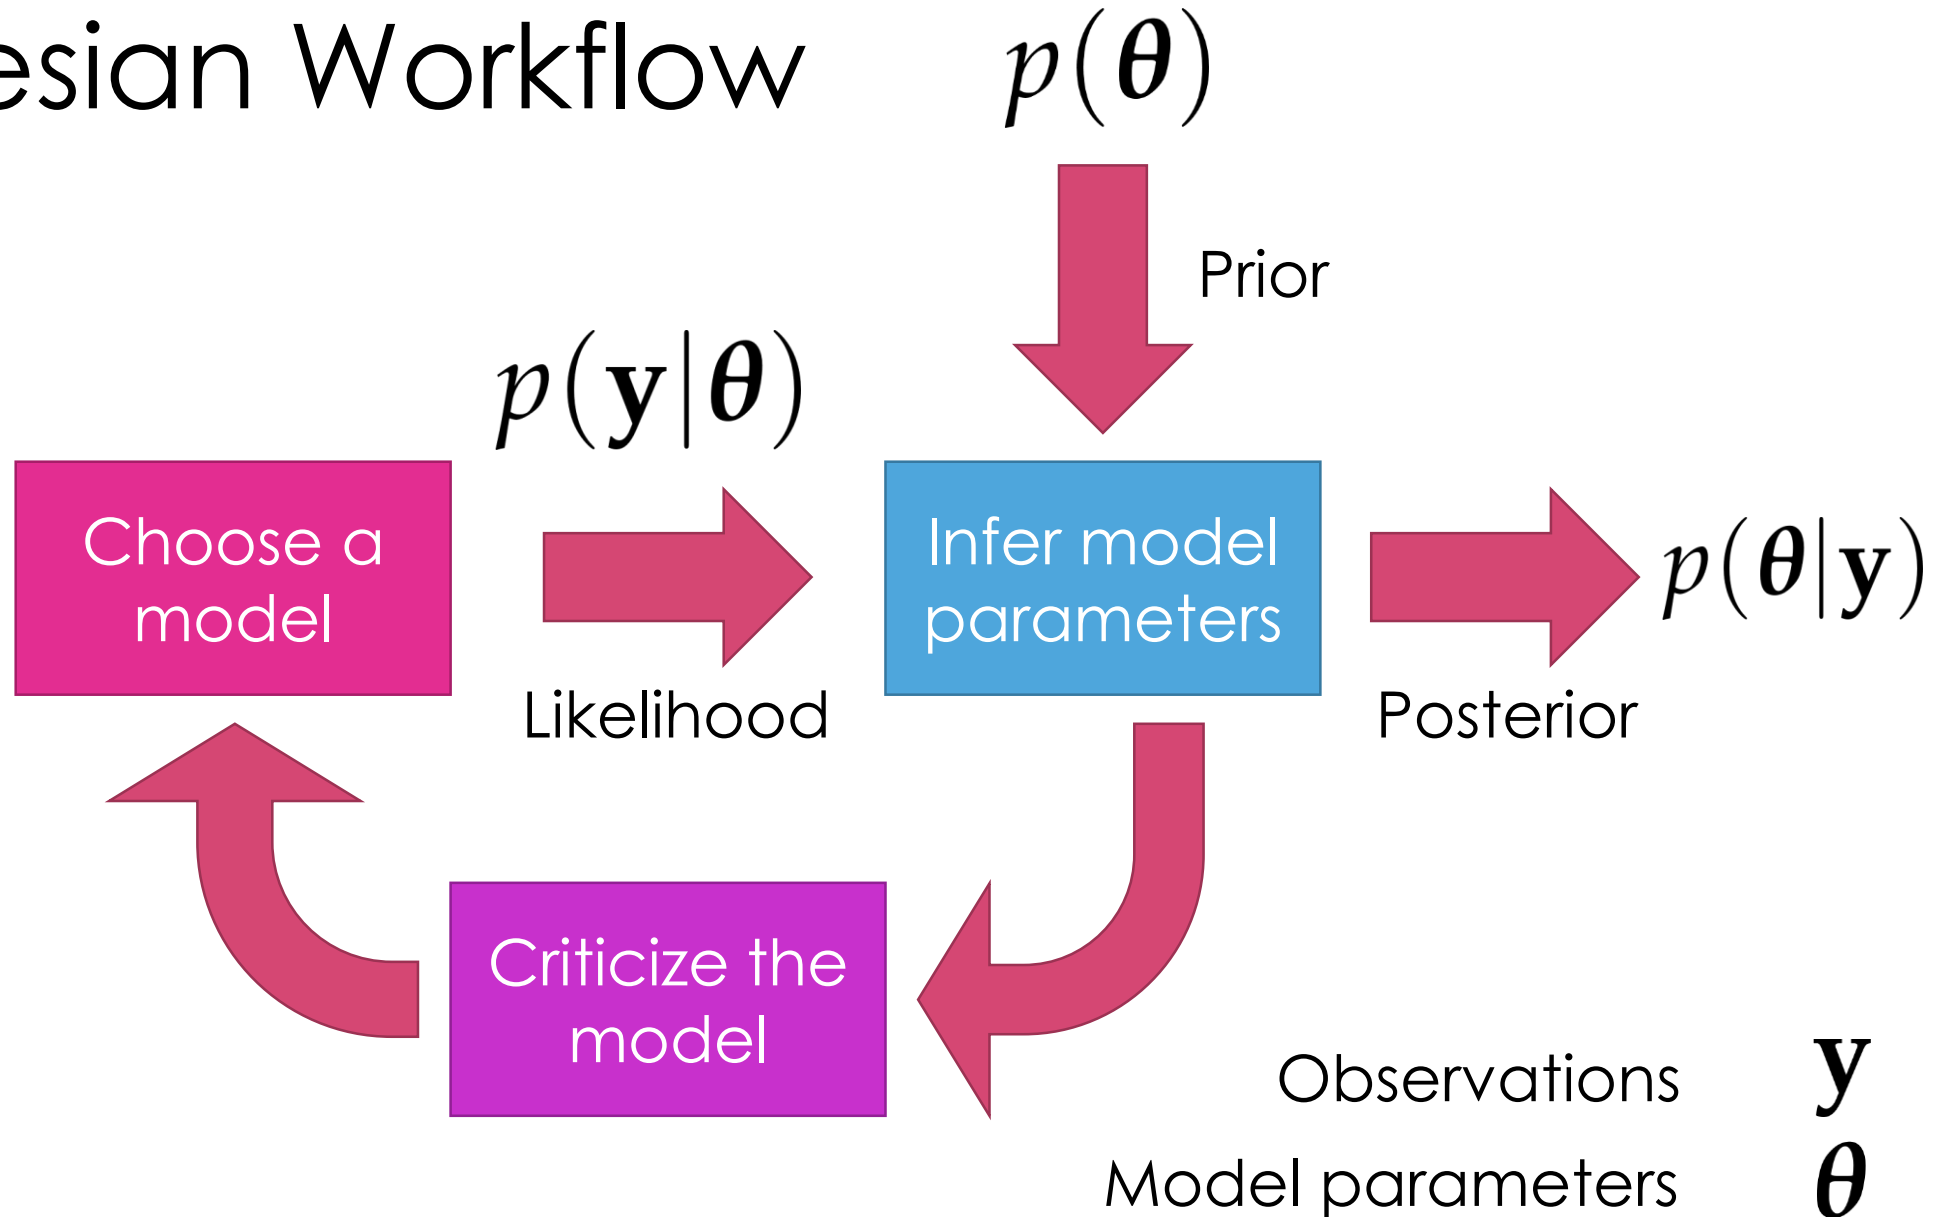 esian Workflow
p(θ)
Prior
p(y|θ)
Choose a
model
Infer model
parameters
p(θ|y)
Likelihood
Posterior
Criticize the
model
Observations y
Model parameters θ